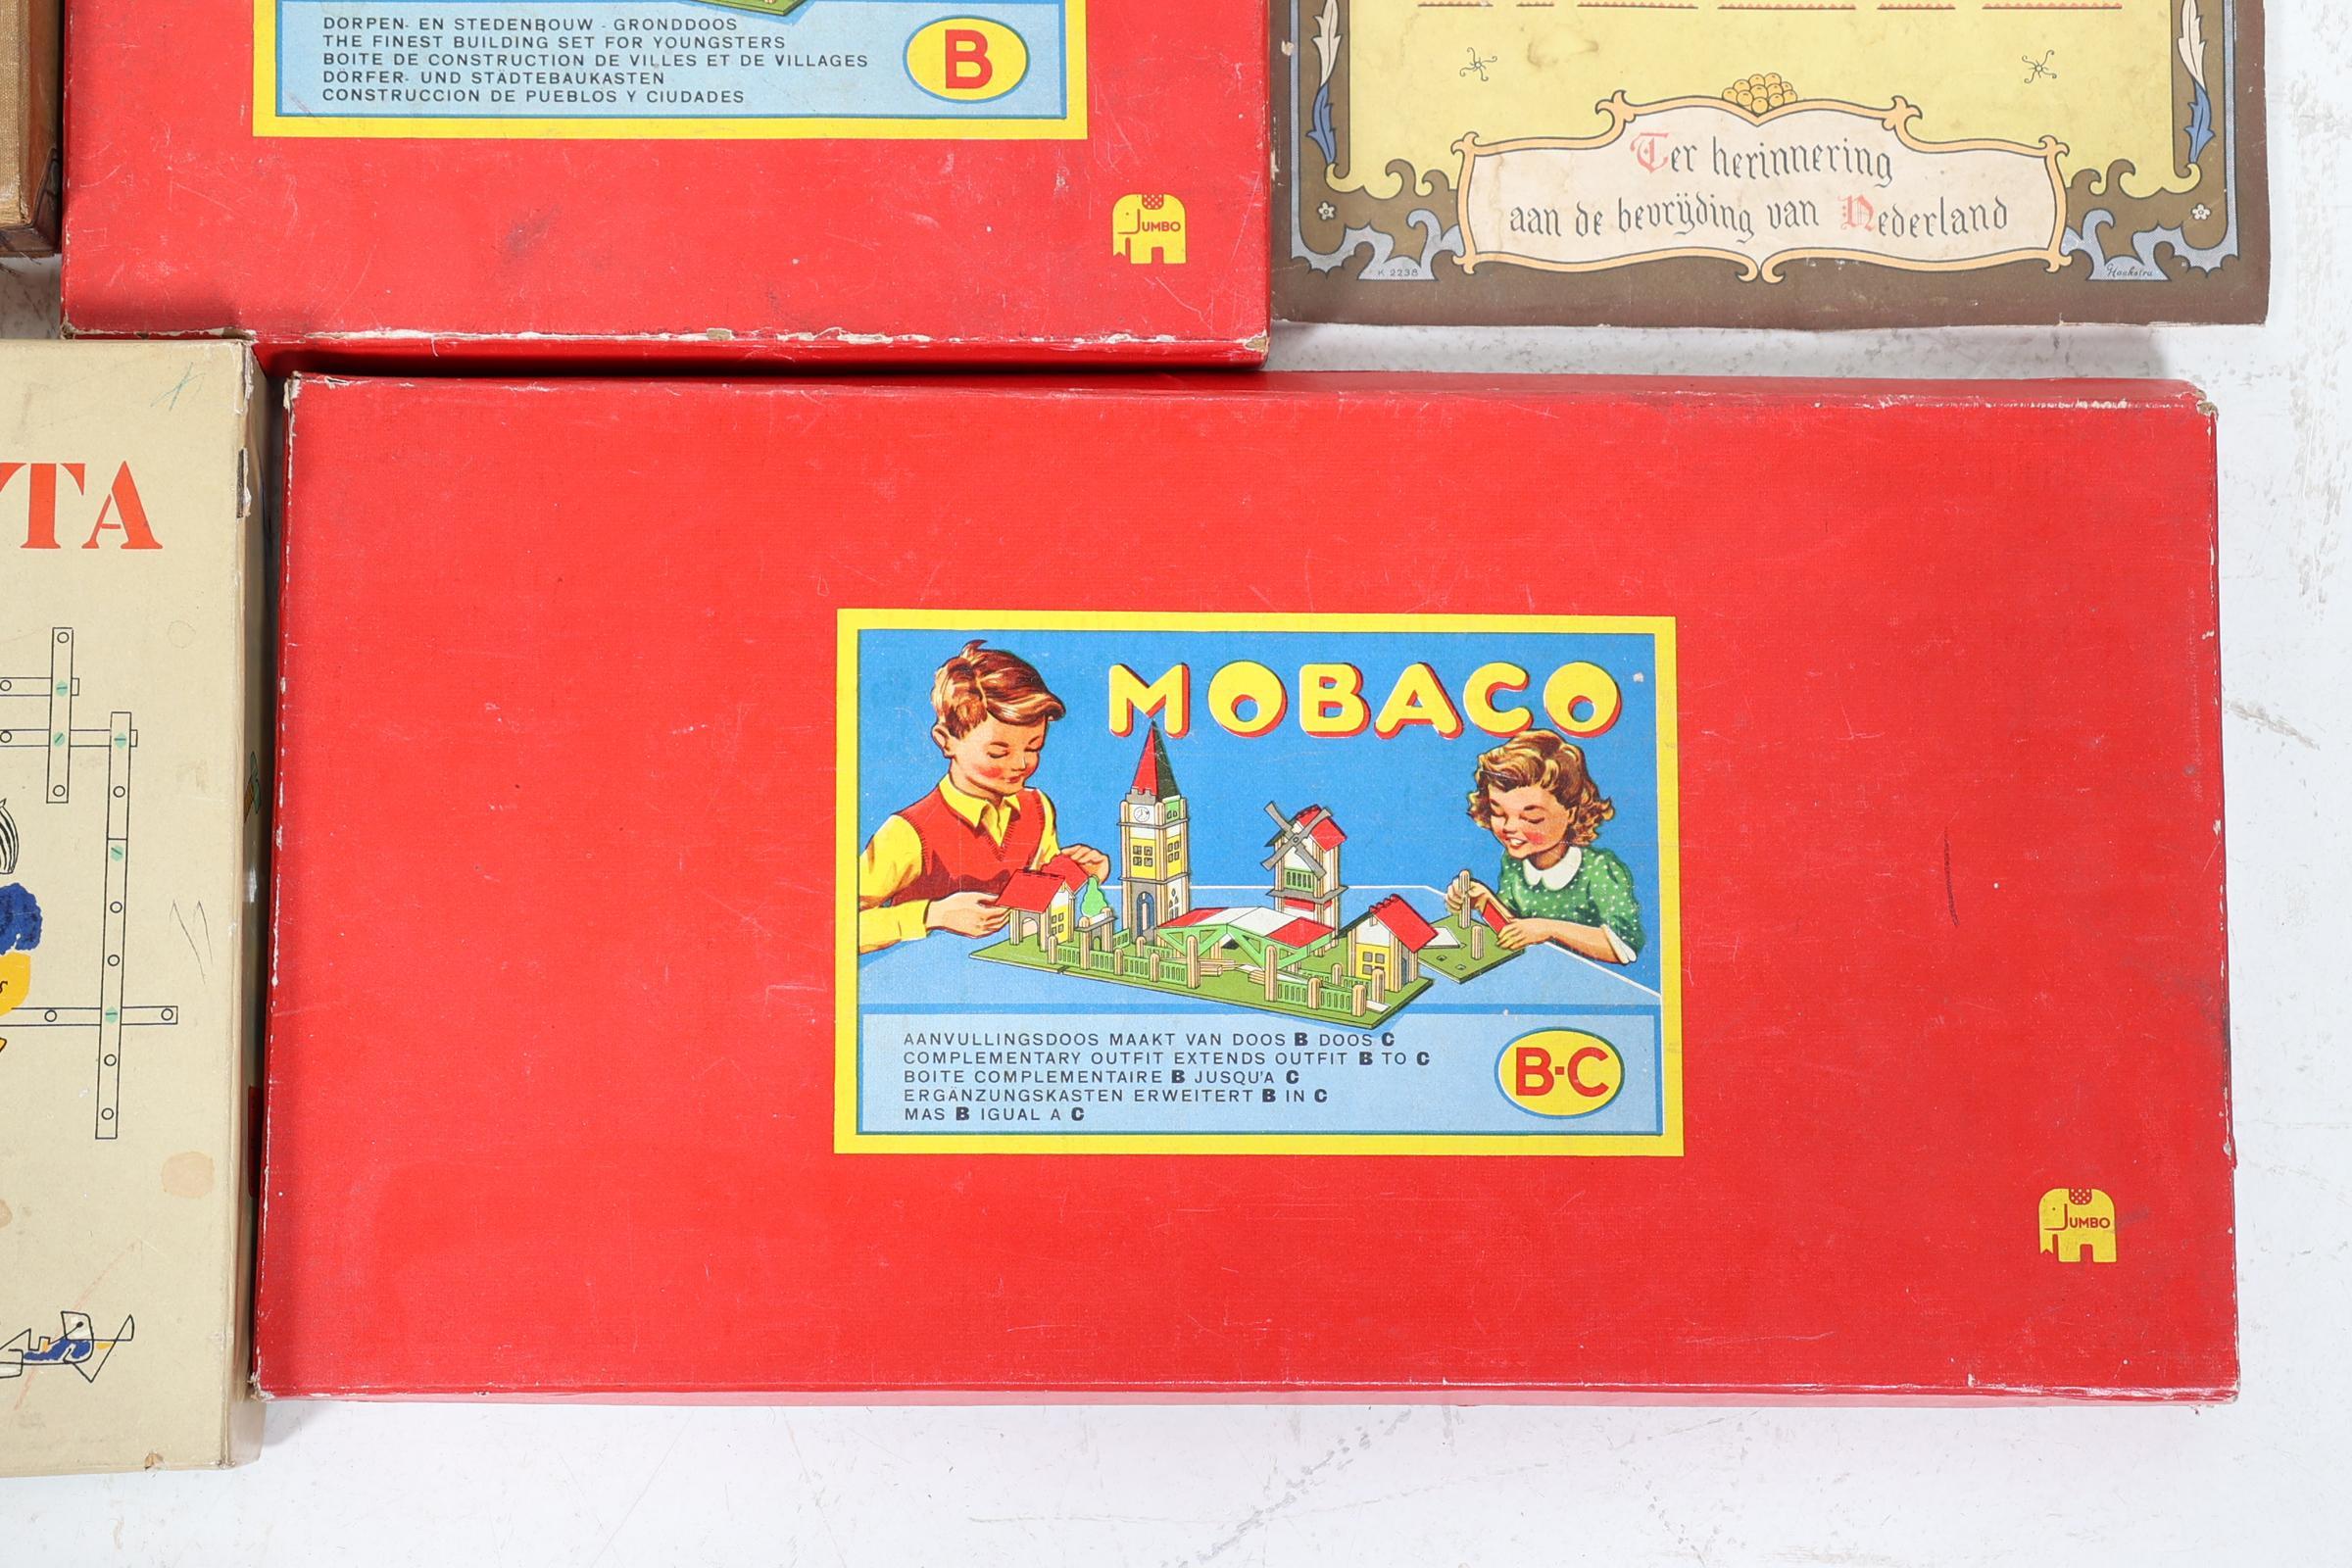 DORPEN- EN STEDENBOUW - GRONDDOOS
THE FINEST BUILDING SET FOR YOUNGSTERS
BOITE DE CONSTRUCTION DE VILLES ET DE VILLAGES
DÖRFER- UND STÄDTEBAUKASTEN
CONSTRUCCION DE PUEBLOS Y CIUDADES
B
JUMBO
Ter herinnering
aan de bevrijding van Nederland
K 2238
Hoekstra
TA
MOBACO
AANVULLINGSDOOS MAAKT VAN DOOS B DOOS C
COMPLEMENTARY OUTFIT EXTENDS OUTFIT B TO C
BOITE COMPLEMENTAIRE B JUSQU'A C
ERGÄNZUNGSKASTEN ERWEITERT B IN C
MAS B IGUAL A C
B-C
JUMBO